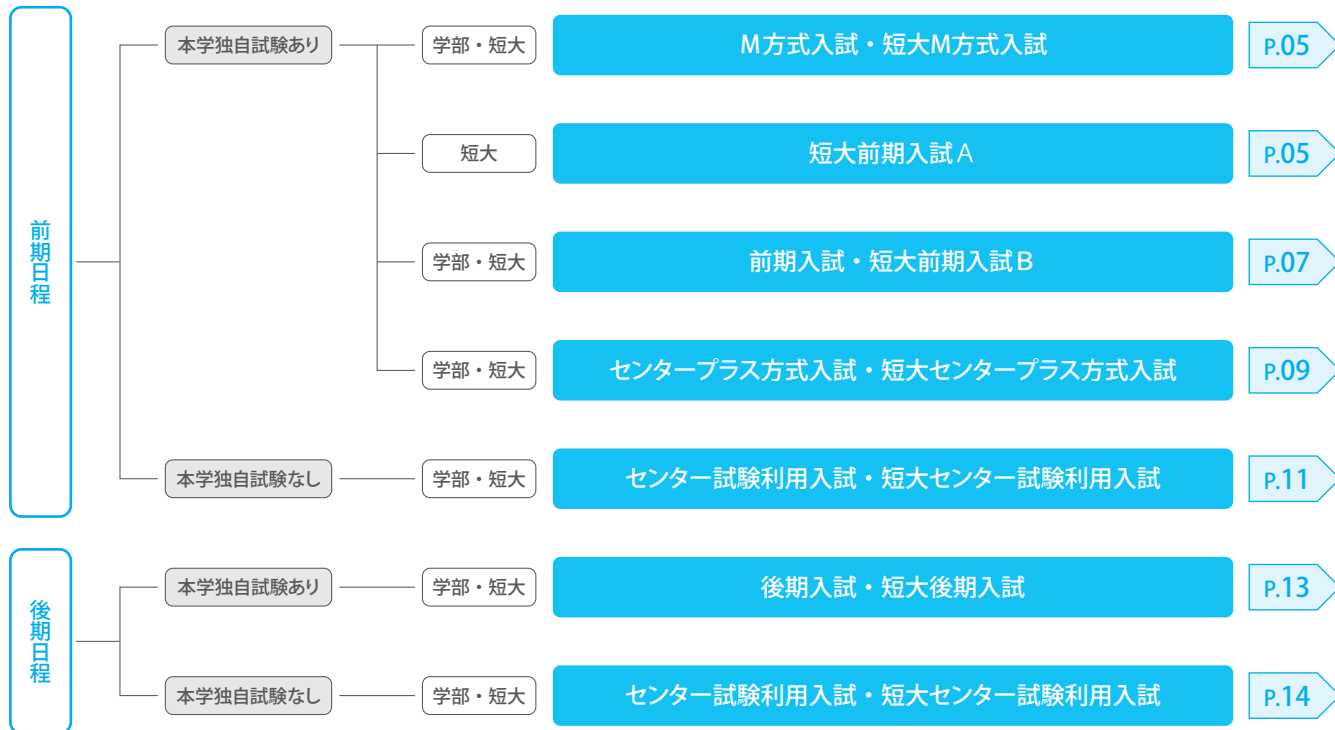 前期日程
本学独自試験あり
学部・短大
M方式入試・短大M方式入試
P.05
短大
短大前期入試A
P.05
学部・短大
前期入試・短大前期入試B
P.07
学部・短大
センタープラス方式入試・短大センタープラス方式入試
P.09
本学独自試験なし
学部・短大
センター試験利用入試・短大センター試験利用入試
P.11
後期日程
本学独自試験あり
学部・短大
後期入試・短大後期入試
P.13
本学独自試験なし
学部・短大
センター試験利用入試・短大センター試験利用入試
P.14